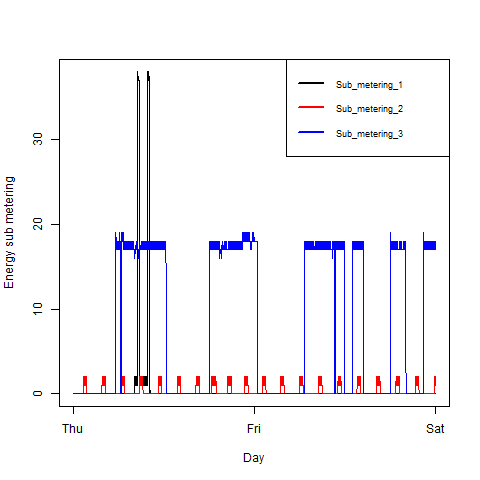 Sub_metering_1
Sub_metering_2
Sub_metering_3
Energy sub metering
30
20
10
0
Thu Fri Sat
Day